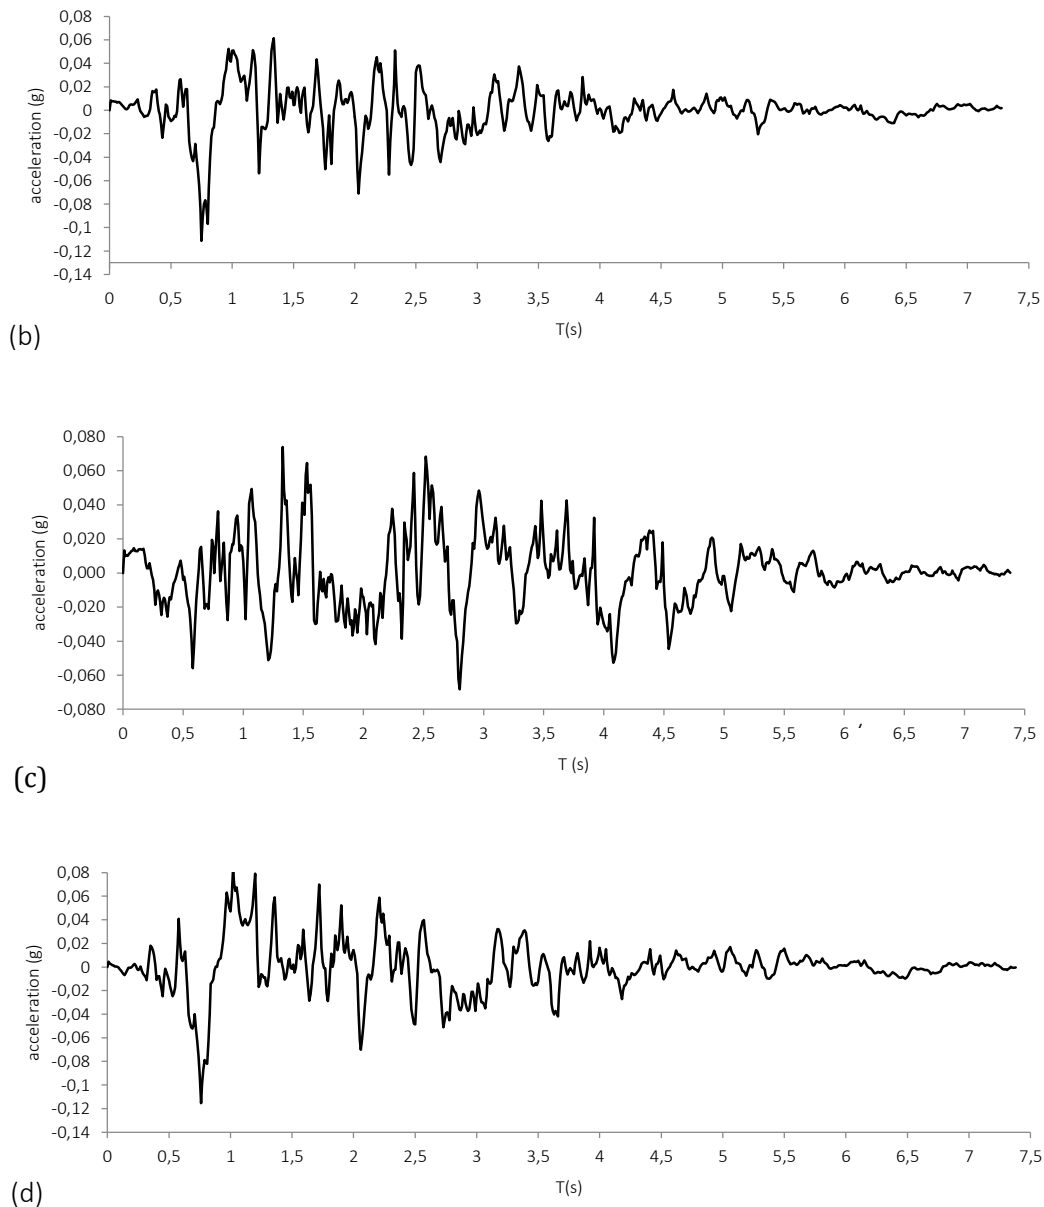 0,08
0,06
0,04
0,02
0
-0,02
-0,04
-0,06
-0,08
-0,1
-0,12
-0,14
acceleration (g)
0 0,5 1 1,5 2 2,5 3 3,5 4 4,5 5 5,5 6 6,5 7 7,5
T(s)
(b)
0,080
0,060
0,040
0,020
0,000
-0,020
-0,040
-0,060
-0,080
acceleration (g)
0 0,5 1 1,5 2 2,5 3 3,5 4 4,5 5 5,5 6 ‘ 6,5 7 7,5
T (s)
(c)
0,08
0,06
0,04
0,02
0
-0,02
-0,04
-0,06
-0,08
-0,1
-0,12
-0,14
acceleration (g)
0 0,5 1 1,5 2 2,5 3 3,5 4 4,5 5 5,5 6 6,5 7 7,5
T(s)
(d)